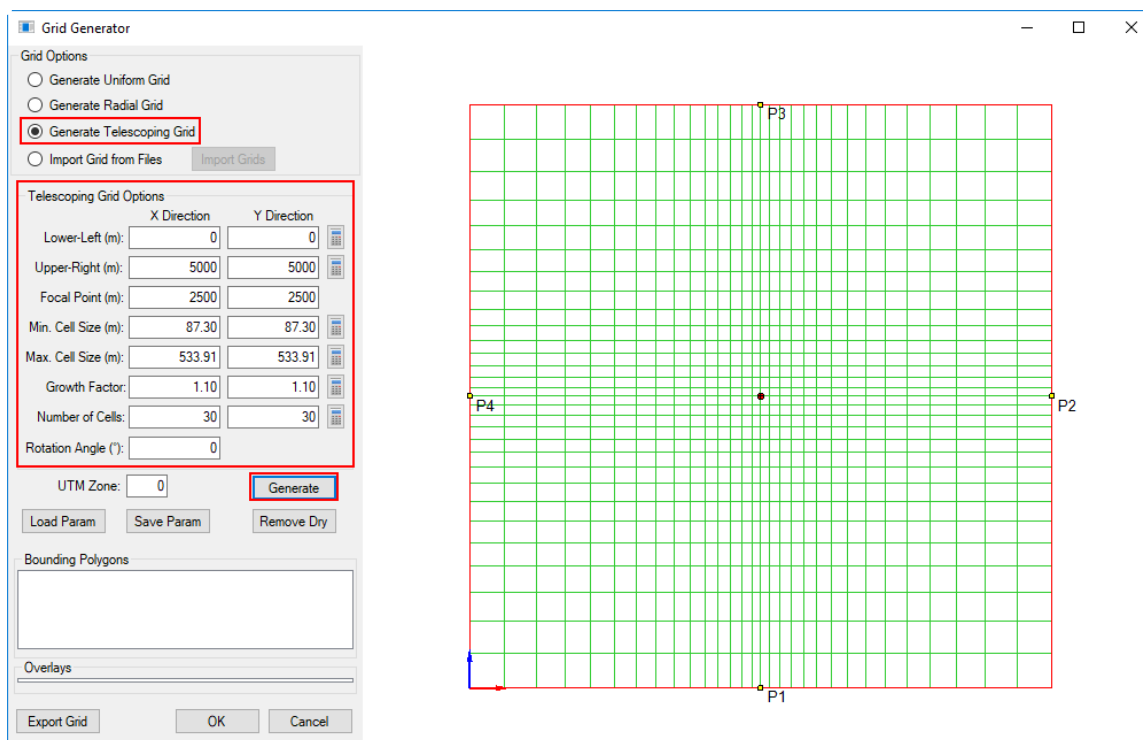 Grid Generator
Grid Options
Generate Uniform Grid
Generate Radial Grid
Generate Telescoping Grid
Import Grid from Files Import Grids
Telescoping Grid Options
X Direction Y Direction
Lower-Left (m): 0 0
Upper-Right (m): 5000 5000
Focal Point (m): 2500 2500
Min. Cell Size (m): 87.30 87.30
Max. Cell Size (m): 533.91 533.91
Growth Factor: 1.10 1.10
Number of Cells: 30 30
Rotation Angle (°): 0
UTM Zone: 0 Generate
Load Param Save Param Remove Dry
Bounding Polygons
Overlays
Export Grid OK Cancel
P3
P4
P2
P1